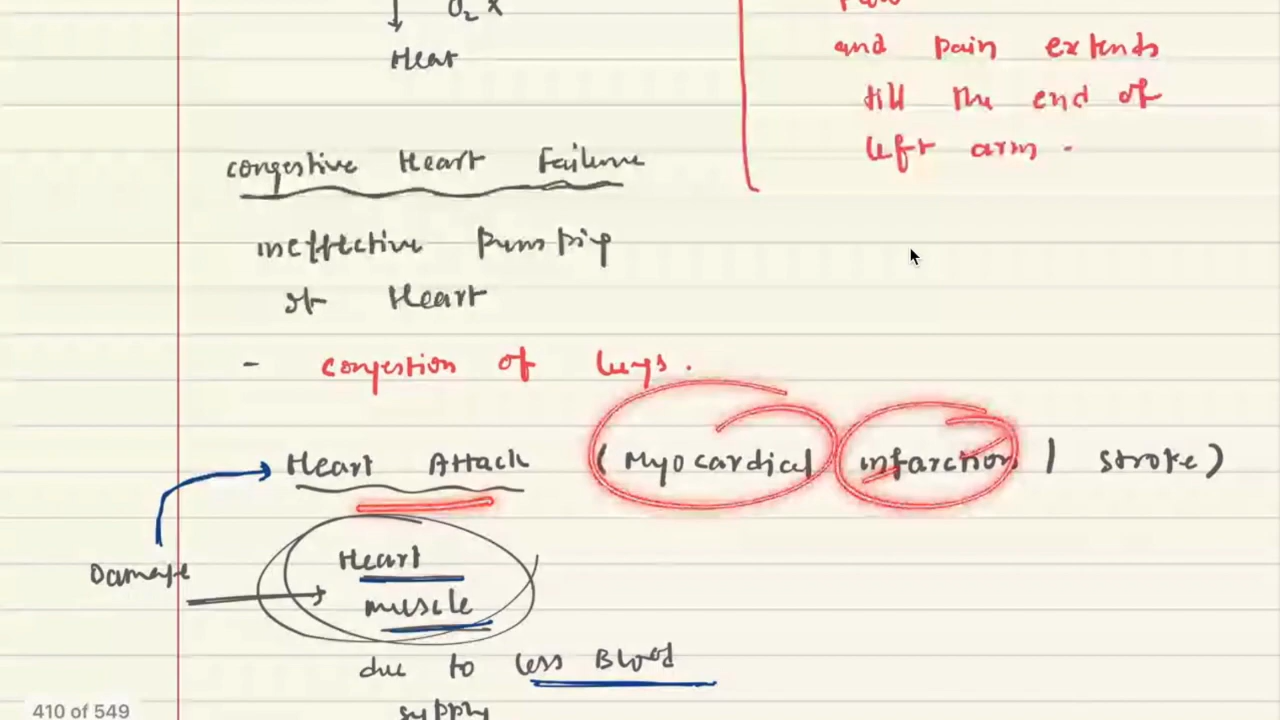 O2 x
Heat
and pain extends
till the end of
left arm.
congestive Heart Failure
ineffective Pumping
of Heart
- congestion of lungs.
Heart Attack (Myocardial infarction / stroke)
Damage
Heart
muscle
due to less Blood
supply
410 of 549